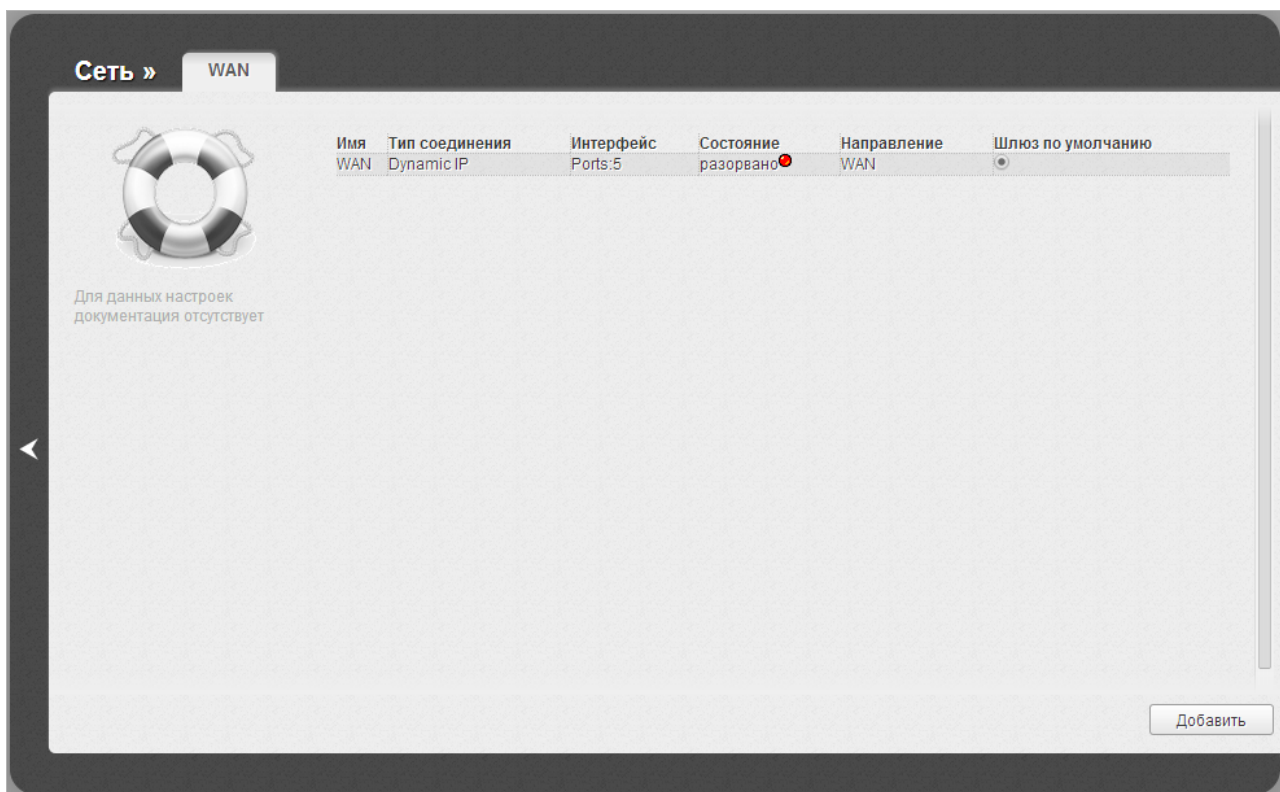 Сеть » WAN
Имя Тип соединения Интерфейс Состояние Направление Шлюз по умолчанию
WAN Dynamic IP Ports:5 разорвано WAN
Для данных настроек
документация отсутствует
Добавить